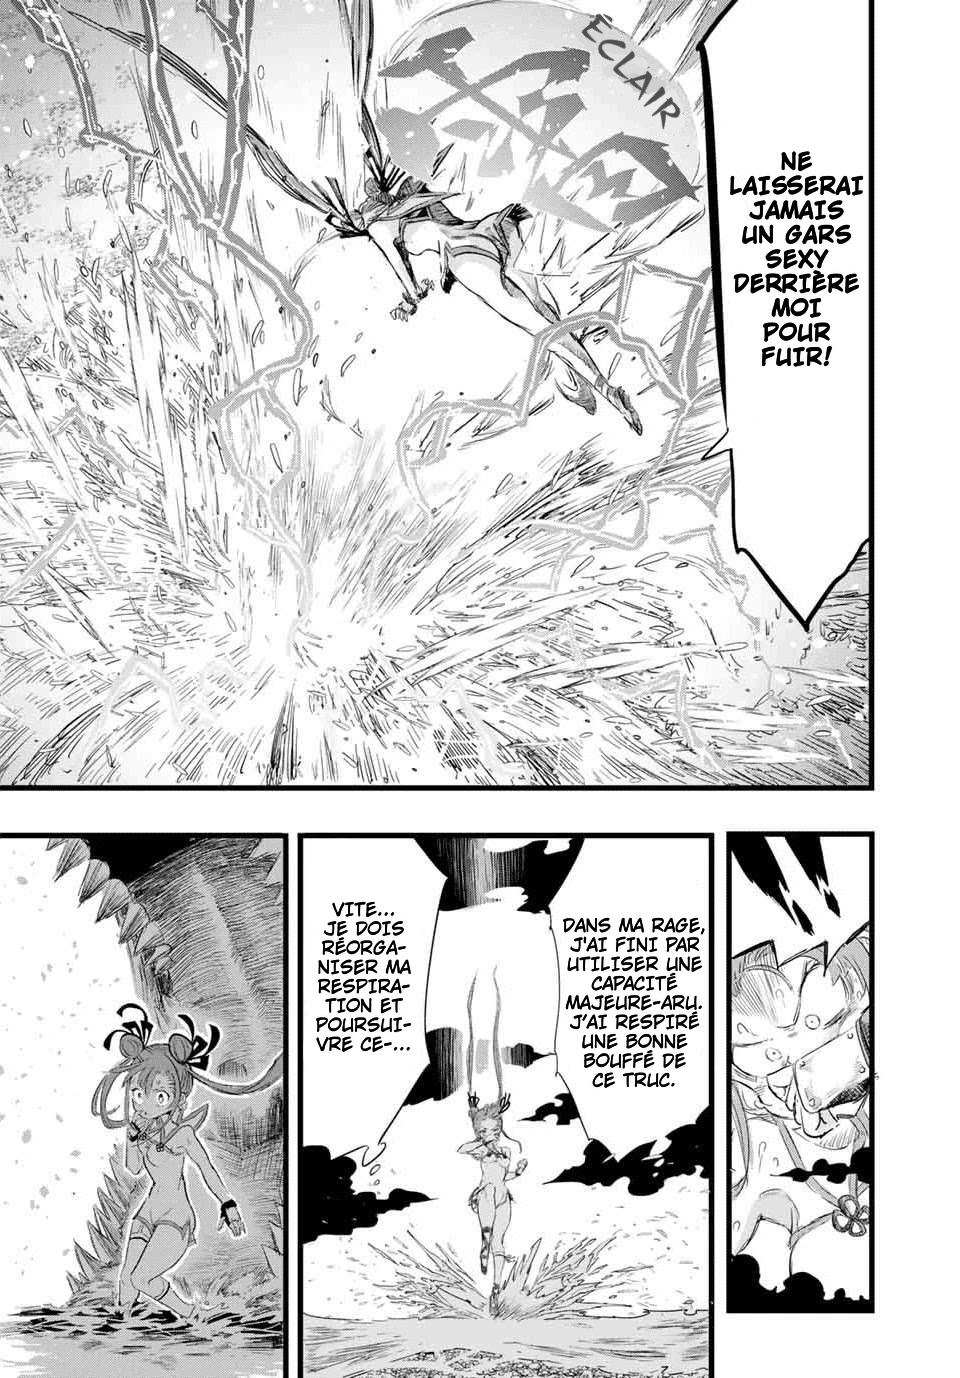 NE
LAISSERAI
JAMAIS
UN GARS
SEXY
DERRIÈRE
MOI
POUR
FUIR!
ÉCLAIR
DANS MA RAGE,
J'AI FINI PAR
UTILISER UNE
CAPACITÉ
MAJEURE-ARU.
J'AI RESPIRÉ
UNE BONNE
BOUFFÉ DE
CE TRUC.
VITE...
JE DOIS
RÉORGA-
NISER MA
RESPIRA-
TION ET
POURSUI-
VRE CE-...